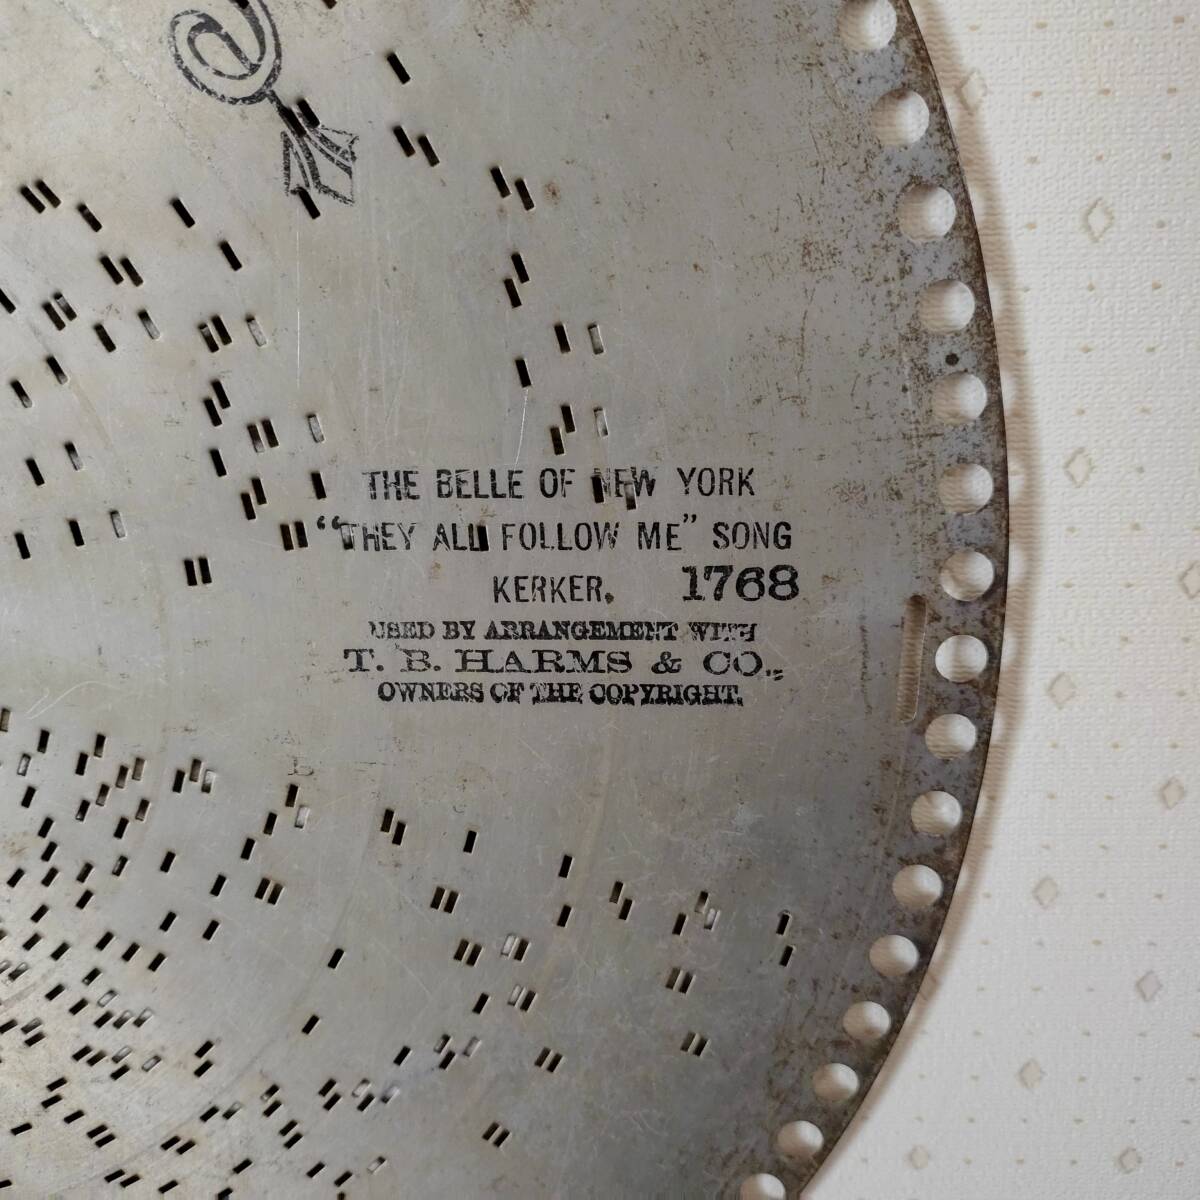 THE BELLE OF NEW YORK
“THEY ALL FOLLOW ME” SONG
KERKER. 1768
USED BY ARRANGEMENT WITH
T. B. HARMS & CO.,
OWNERS OF THE COPYRIGHT.